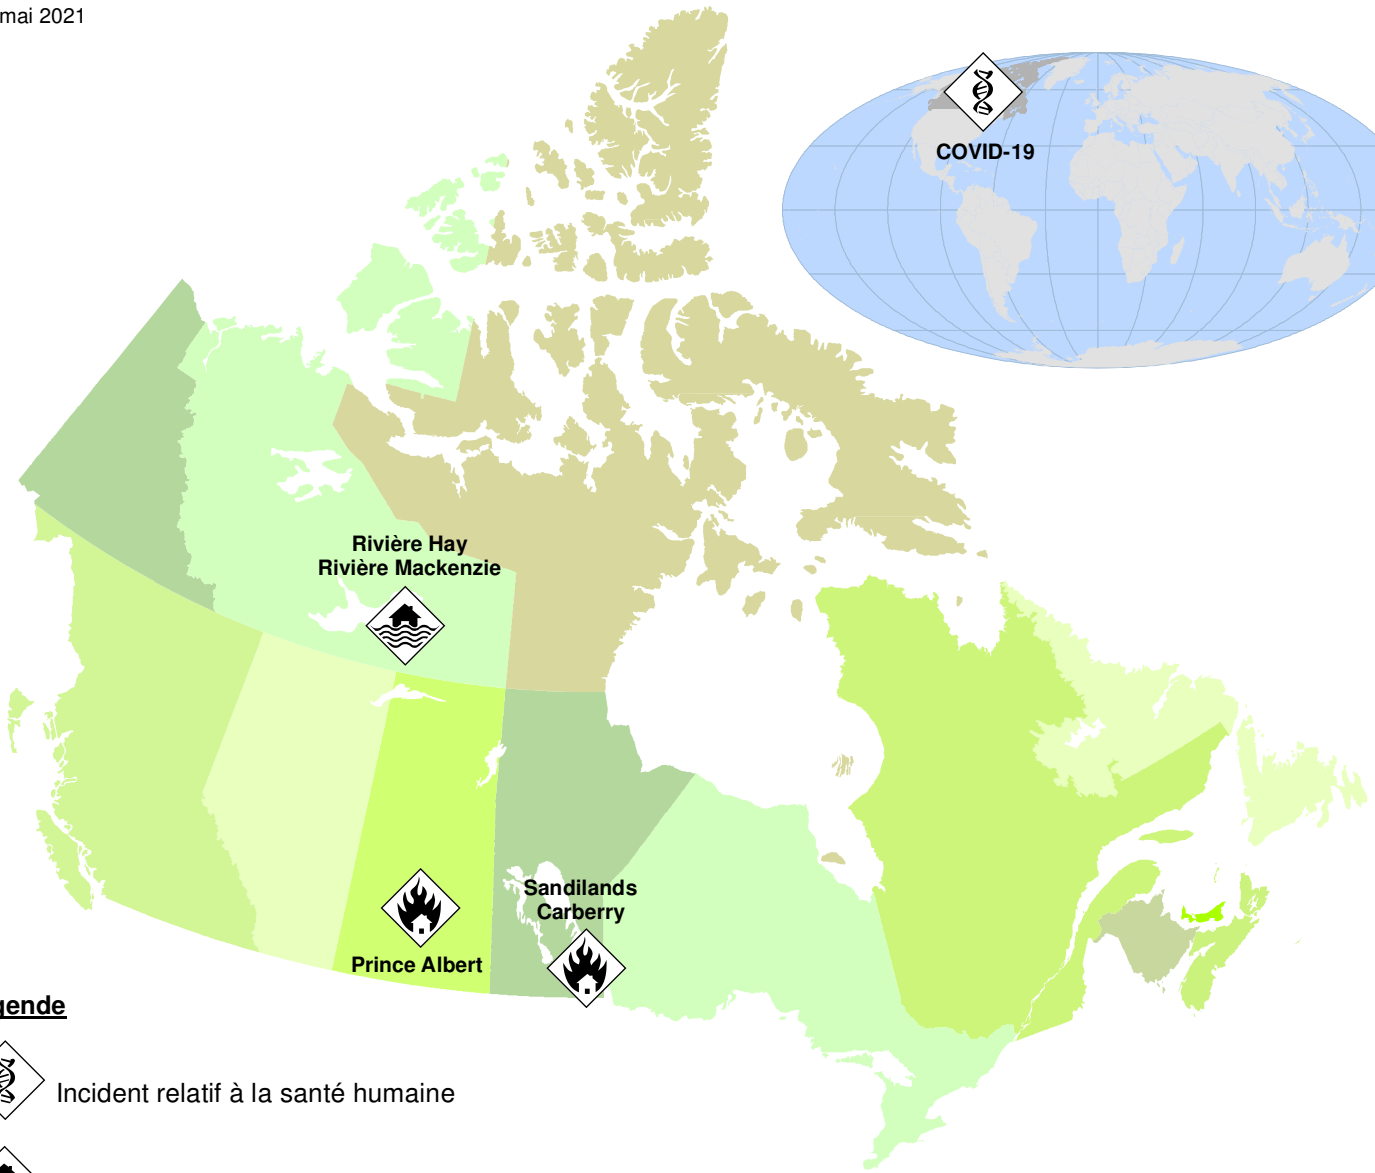 mai 2021
COVID-19
Rivière Hay
Rivière Mackenzie
Sandilands
Carberry
Prince Albert
gende
Incident relatif à la santé humaine